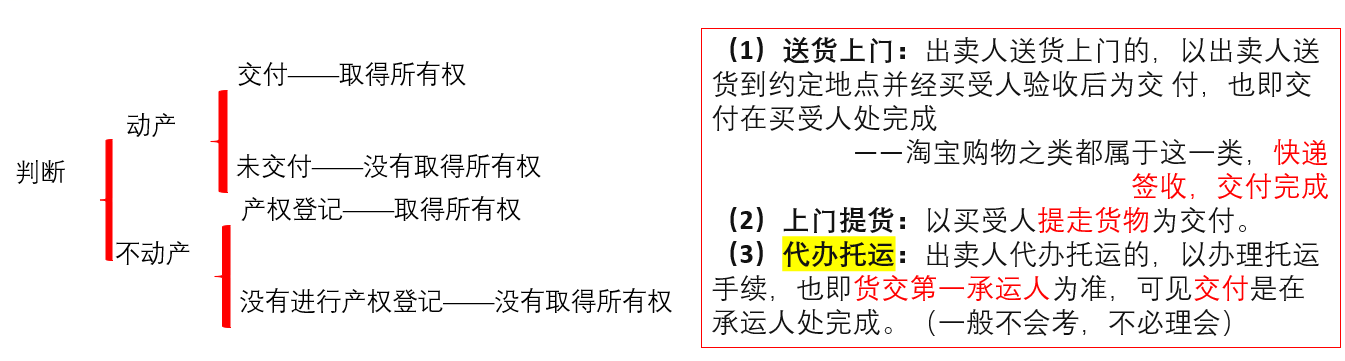 判断
动产
交付——取得所有权
未交付——没有取得所有权
不动产
产权登记——取得所有权
没有进行产权登记——没有取得所有权
（1）送货上门：出卖人送货上门的，以出卖人送
货到约定地点并经买受人验收后为交 付，也即交
付在买受人处完成
——淘宝购物之类都属于这一类，快递
签收，交付完成
（2）上门提货：以买受人提走货物为交付。
（3）代办托运：出卖人代办托运的，以办理托运
手续，也即货交第一承运人为准，可见交付是在
承运人处完成。（一般不会考，不必理会）